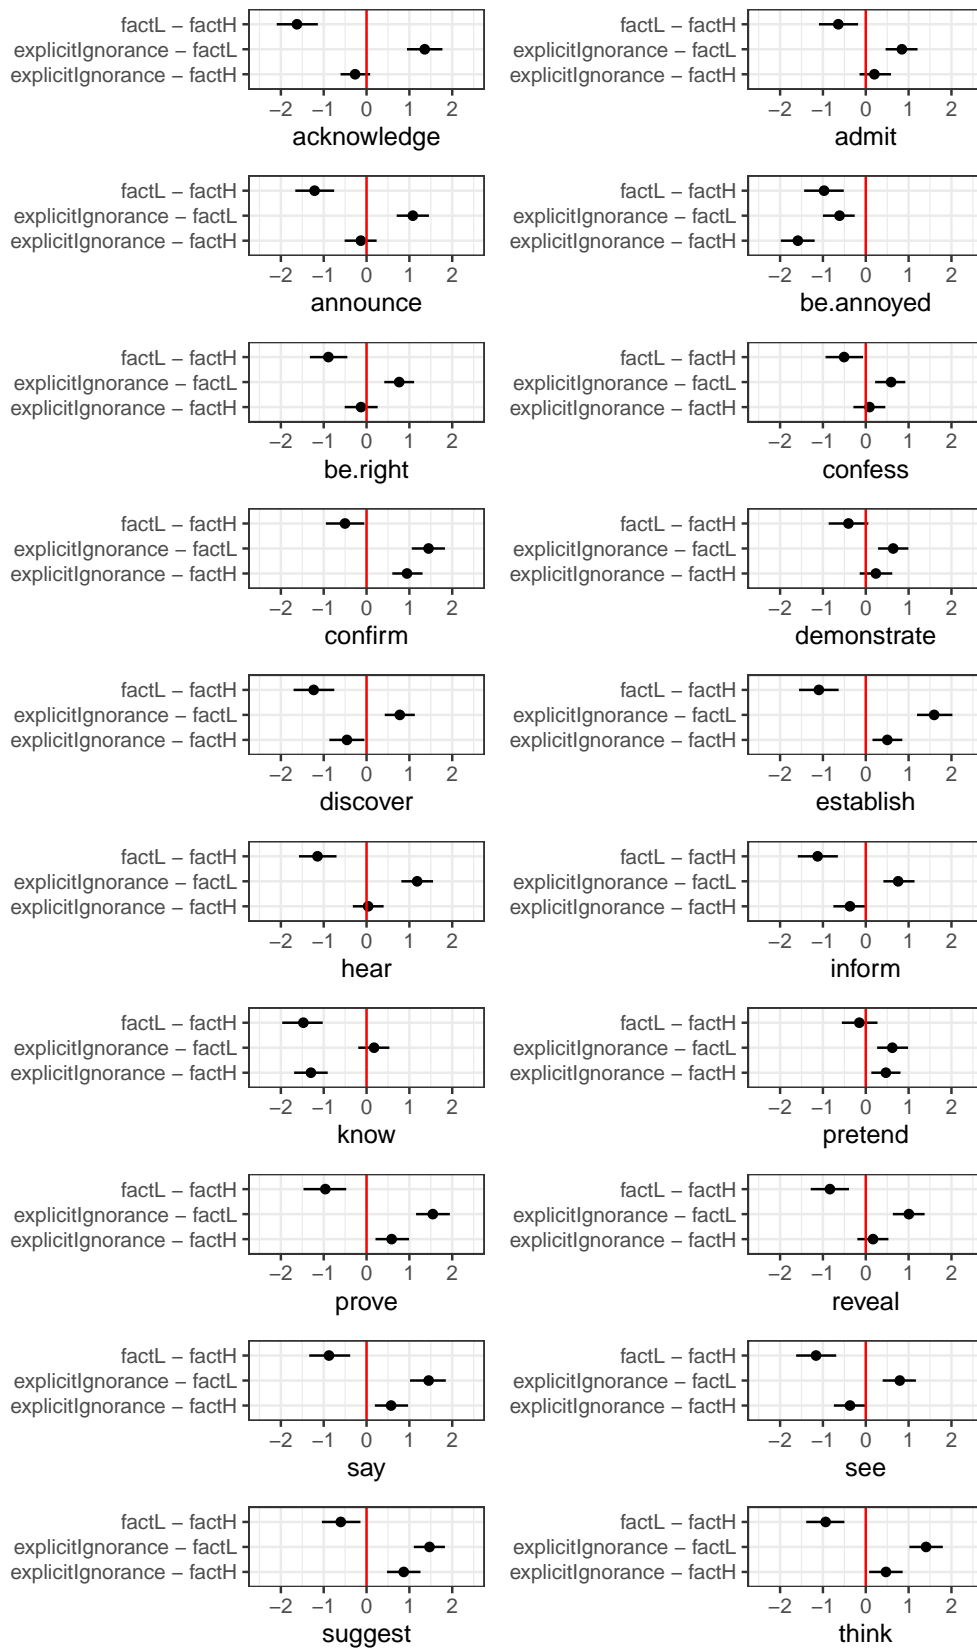 factL − factH
explicitIgnorance − factL
explicitIgnorance − factH
−2 −1 0 1 2
acknowledge
factL − factH
explicitIgnorance − factL
explicitIgnorance − factH
−2 −1 0 1 2
admit
factL − factH
explicitIgnorance − factL
explicitIgnorance − factH
−2 −1 0 1 2
announce
factL − factH
explicitIgnorance − factL
explicitIgnorance − factH
−2 −1 0 1 2
be.annoyed
factL − factH
explicitIgnorance − factL
explicitIgnorance − factH
−2 −1 0 1 2
be.right
factL − factH
explicitIgnorance − factL
explicitIgnorance − factH
−2 −1 0 1 2
confess
factL − factH
explicitIgnorance − factL
explicitIgnorance − factH
−2 −1 0 1 2
confirm
factL − factH
explicitIgnorance − factL
explicitIgnorance − factH
−2 −1 0 1 2
demonstrate
factL − factH
explicitIgnorance − factL
explicitIgnorance − factH
−2 −1 0 1 2
discover
factL − factH
explicitIgnorance − factL
explicitIgnorance − factH
−2 −1 0 1 2
establish
factL − factH
explicitIgnorance − factL
explicitIgnorance − factH
−2 −1 0 1 2
hear
factL − factH
explicitIgnorance − factL
explicitIgnorance − factH
−2 −1 0 1 2
inform
factL − factH
explicitIgnorance − factL
explicitIgnorance − factH
−2 −1 0 1 2
know
factL − factH
explicitIgnorance − factL
explicitIgnorance − factH
−2 −1 0 1 2
pretend
factL − factH
explicitIgnorance − factL
explicitIgnorance − factH
−2 −1 0 1 2
prove
factL − factH
explicitIgnorance − factL
explicitIgnorance − factH
−2 −1 0 1 2
reveal
factL − factH
explicitIgnorance − factL
explicitIgnorance − factH
−2 −1 0 1 2
say
factL − factH
explicitIgnorance − factL
explicitIgnorance − factH
−2 −1 0 1 2
see
factL − factH
explicitIgnorance − factL
explicitIgnorance − factH
−2 −1 0 1 2
suggest
factL − factH
explicitIgnorance − factL
explicitIgnorance − factH
−2 −1 0 1 2
think